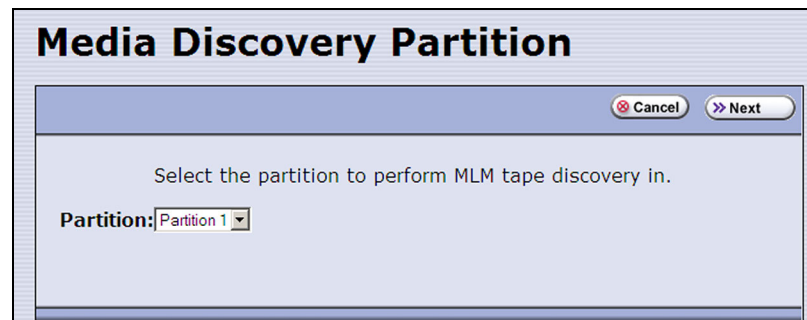 Media Discovery Partition
Cancel Next
Select the partition to perform MLM tape discovery in.
Partition: Partition 1